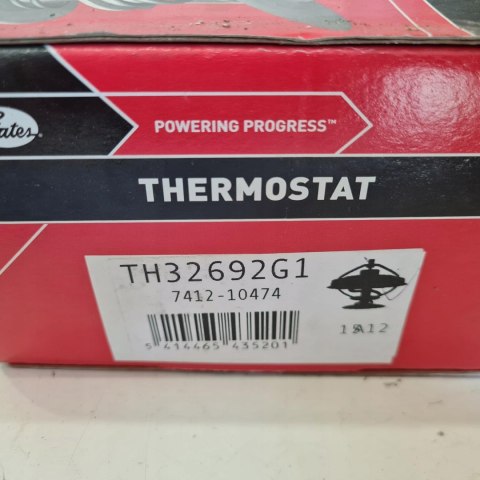 Gates
POWERING PROGRESS™
THERMOSTAT
TH32692G1
7412-10474
5 414465 435201